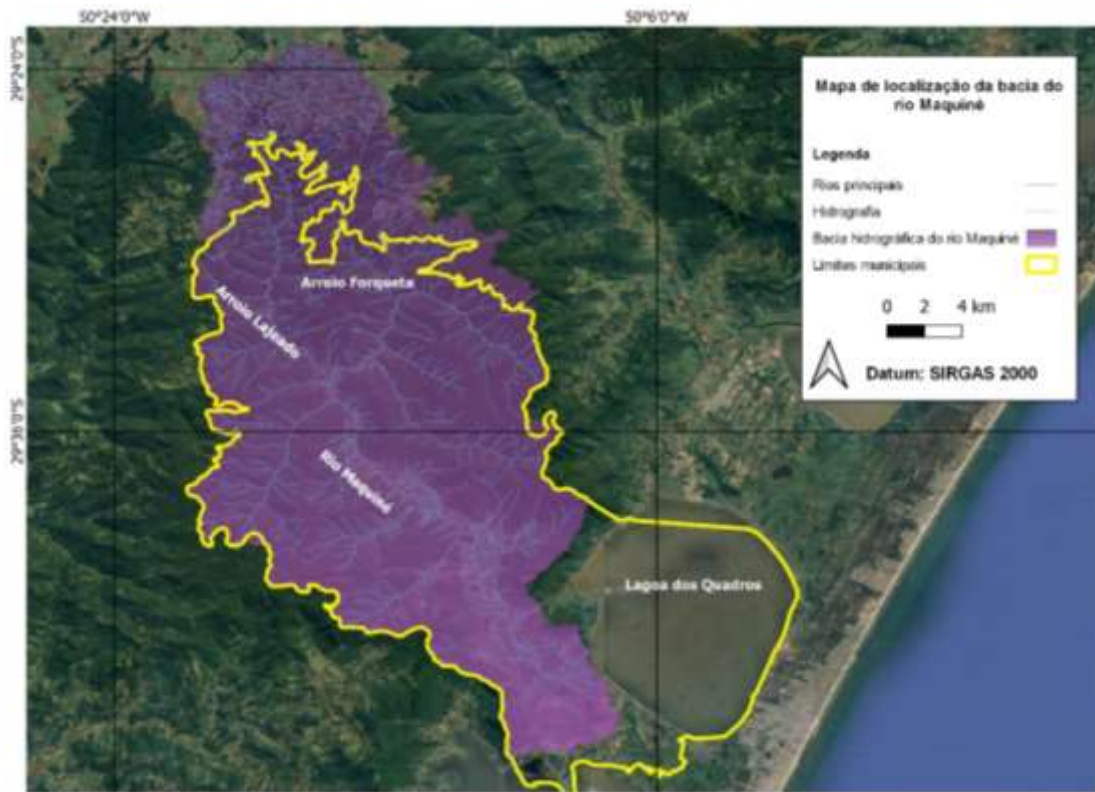 50°24'0"W
50°6'0"W
29°24'0"S
29°36'0"S
Mapa de localização da bacia do
rio Maquiné
Legenda
Rios principais
Hidrografia
Bacia hidrográfica do rio Maquiné
Limites municipais
0 2 4 km
Datum: SIRGAS 2000
Arroio Forqueta
Arroio Lajeado
Rio Maquiné
Lagoa dos Quadros